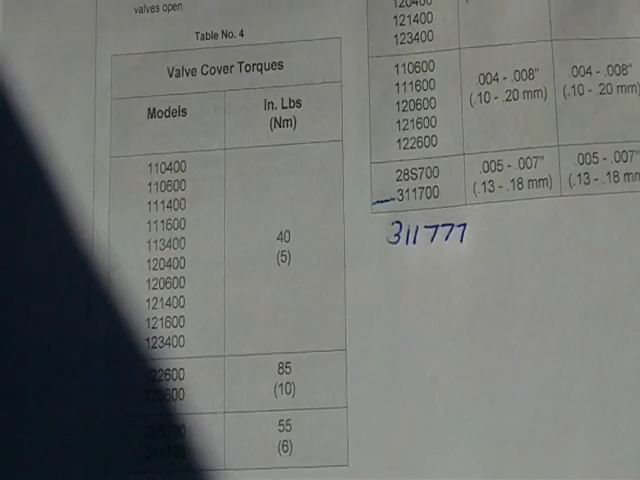 valves open
Table No. 4
Valve Cover Torques
Models
In. Lbs
(Nm)
110400
110600
111400
111600
113400
120400
120600
121400
121600
123400
40
(5)
122600
85
(10)
55
(6)
120400
121400
123400
110600
111600
120600
121600
122600
.004 - .008"
(.10 - .20 mm)
.004 - .008"
(.10 - .20 mm)
28S700
311700
.005 - .007"
(.13 - .18 mm)
.005 - .007"
(.13 - .18 mm
311777